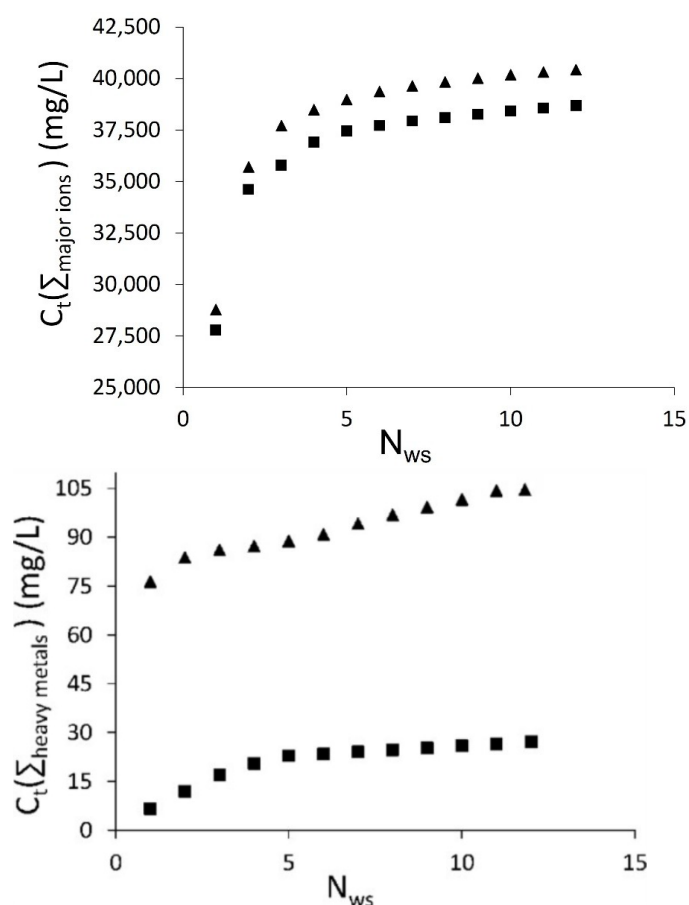 42,500
40,000
37,500
35,000
32,500
30,000
27,500
25,000
C_t(Σ_major ions) (mg/L)
0 5 10 15
N_ws
105
90
75
60
45
30
15
0
C_t(Σ_heavy metals) (mg/L)
0 5 10 15
N_ws